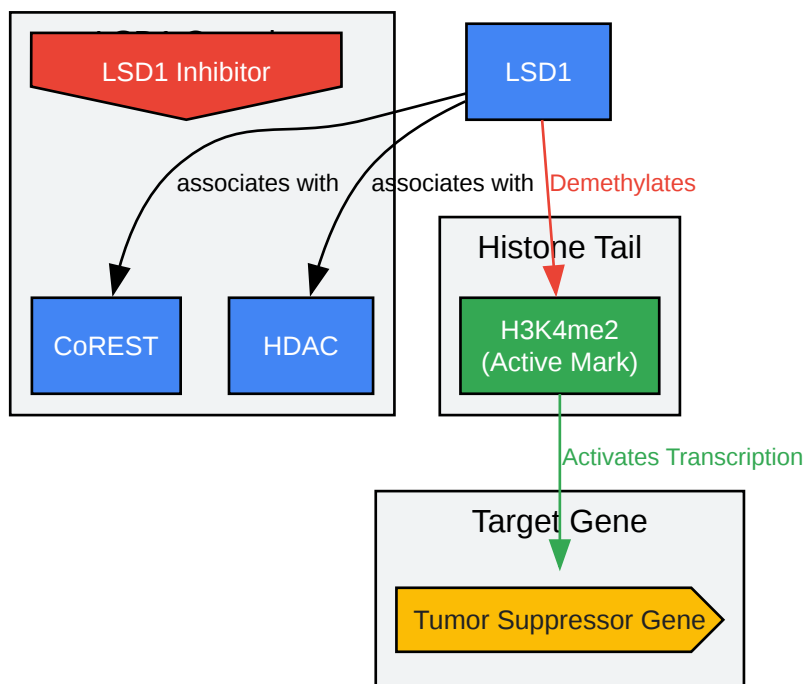 LSD1 Inhibitor
LSD1
associates with
associates with
Demethylates
Histone Tail
CoREST
HDAC
H3K4me2
(Active Mark)
Activates Transcription
Target Gene
Tumor Suppressor Gene